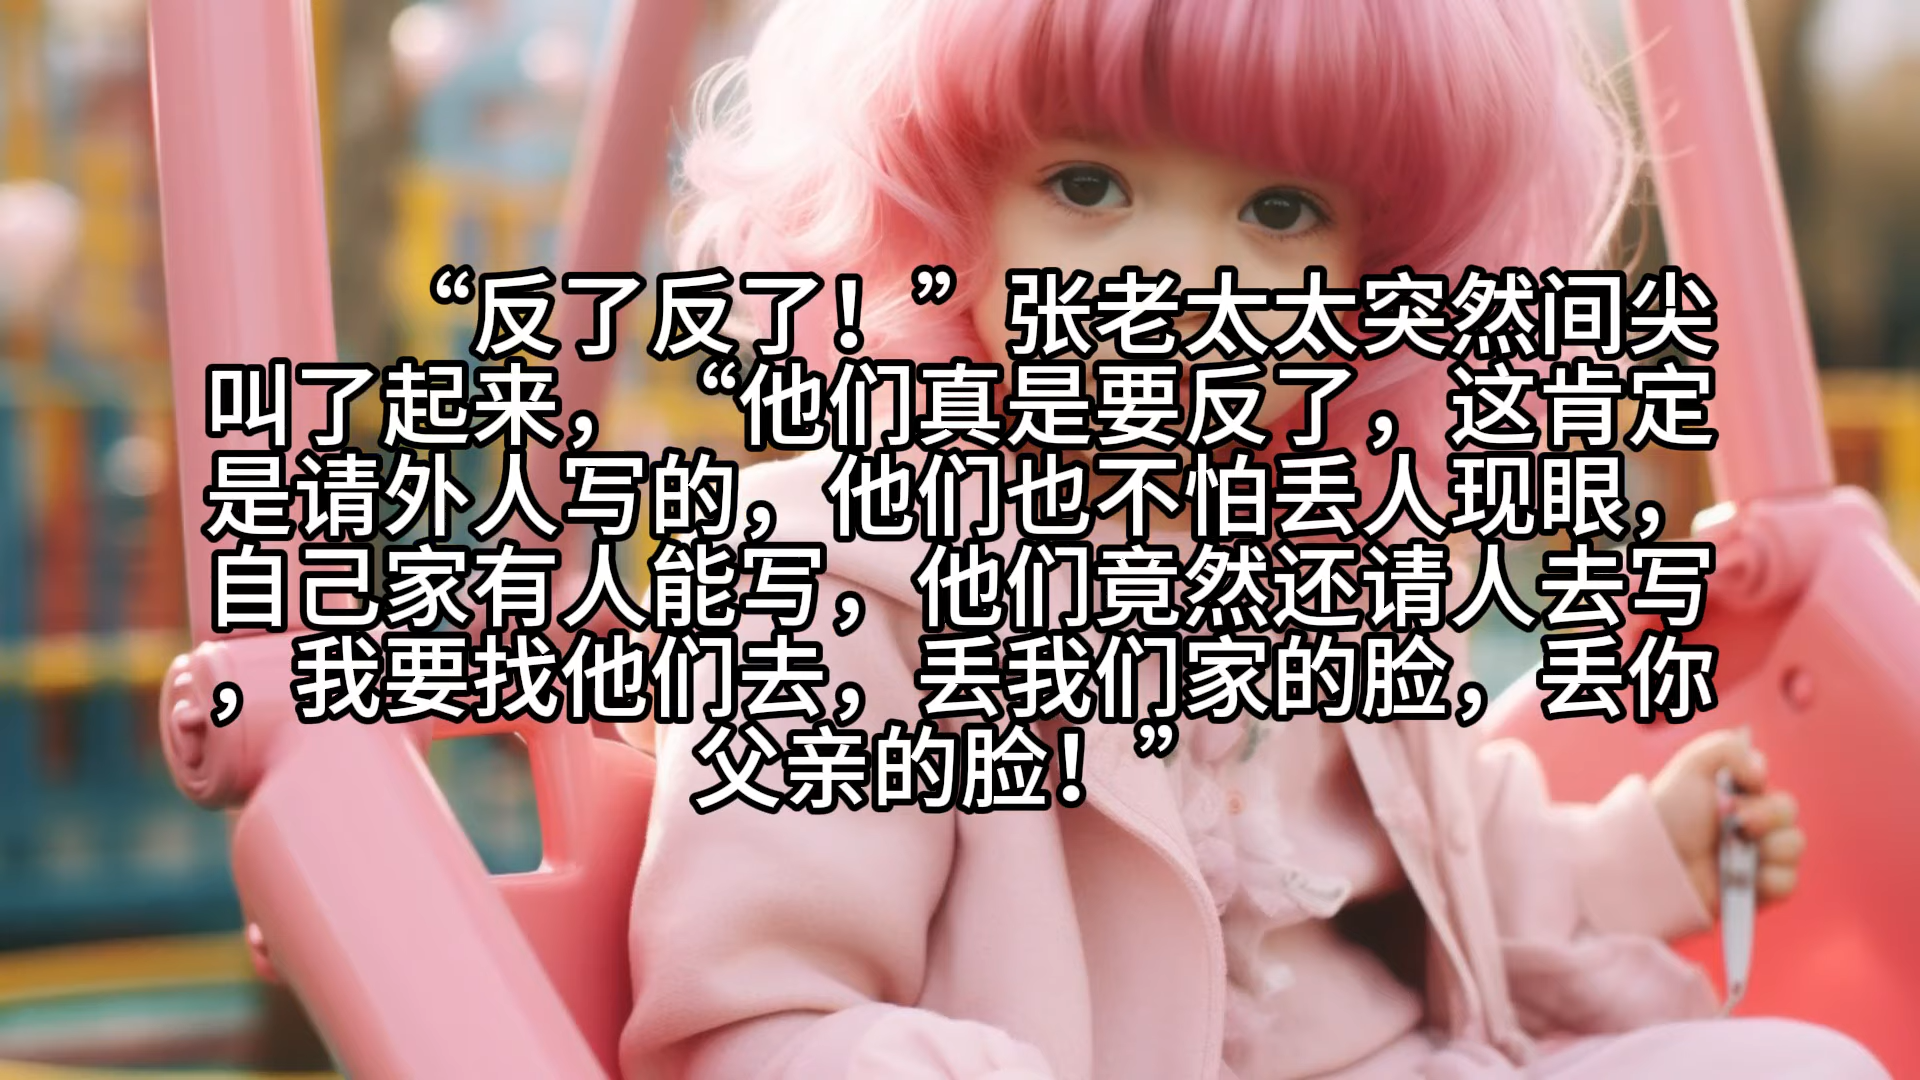 “反了反了！”张老太太突然间尖
叫了起来，“他们真是要反了，这肯定
是请外人写的，他们也不怕丢人现眼，
自己家有人能写，他们竟然还请人去写
，我要找他们去，丢我们家的脸，丢你
父亲的脸！”